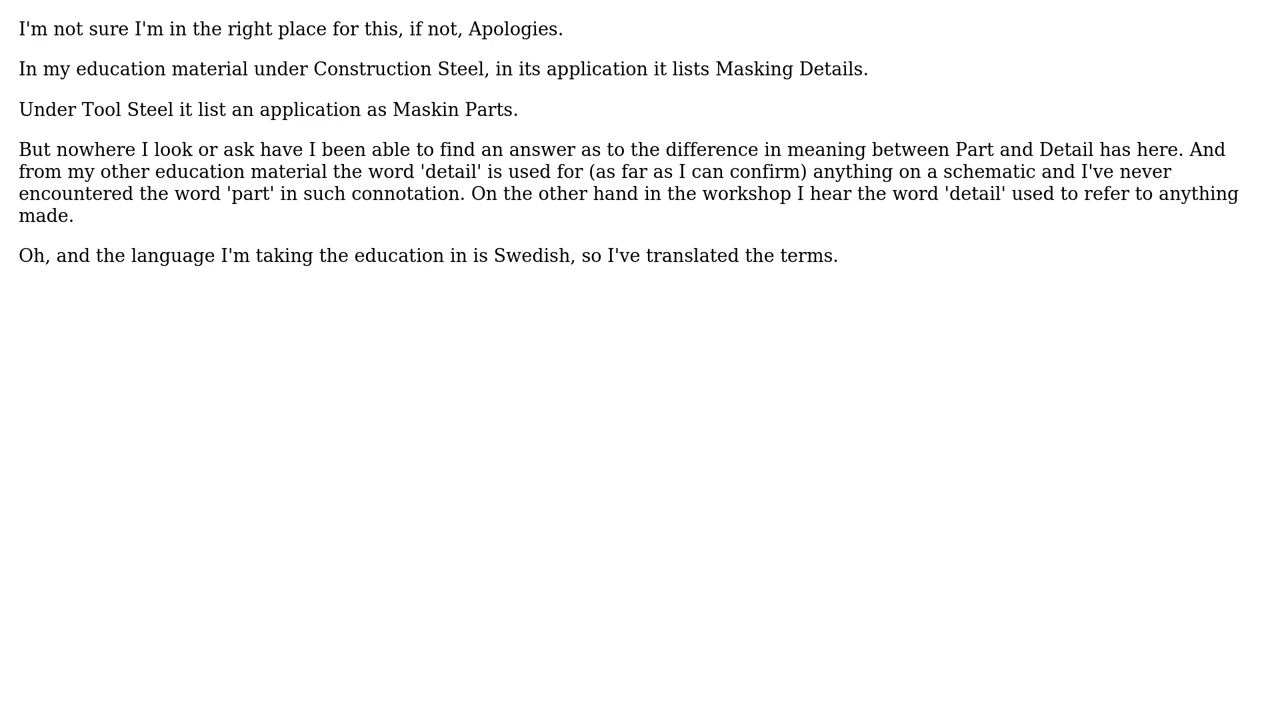 I'm not sure I'm in the right place for this, if not, Apologies.
In my education material under Construction Steel, in its application it lists Masking Details.
Under Tool Steel it list an application as Maskin Parts.
But nowhere I look or ask have I been able to find an answer as to the difference in meaning between Part and Detail has here. And
from my other education material the word 'detail' is used for (as far as I can confirm) anything on a schematic and I've never
encountered the word 'part' in such connotation. On the other hand in the workshop I hear the word 'detail' used to refer to anything
made.
Oh, and the language I'm taking the education in is Swedish, so I've translated the terms.